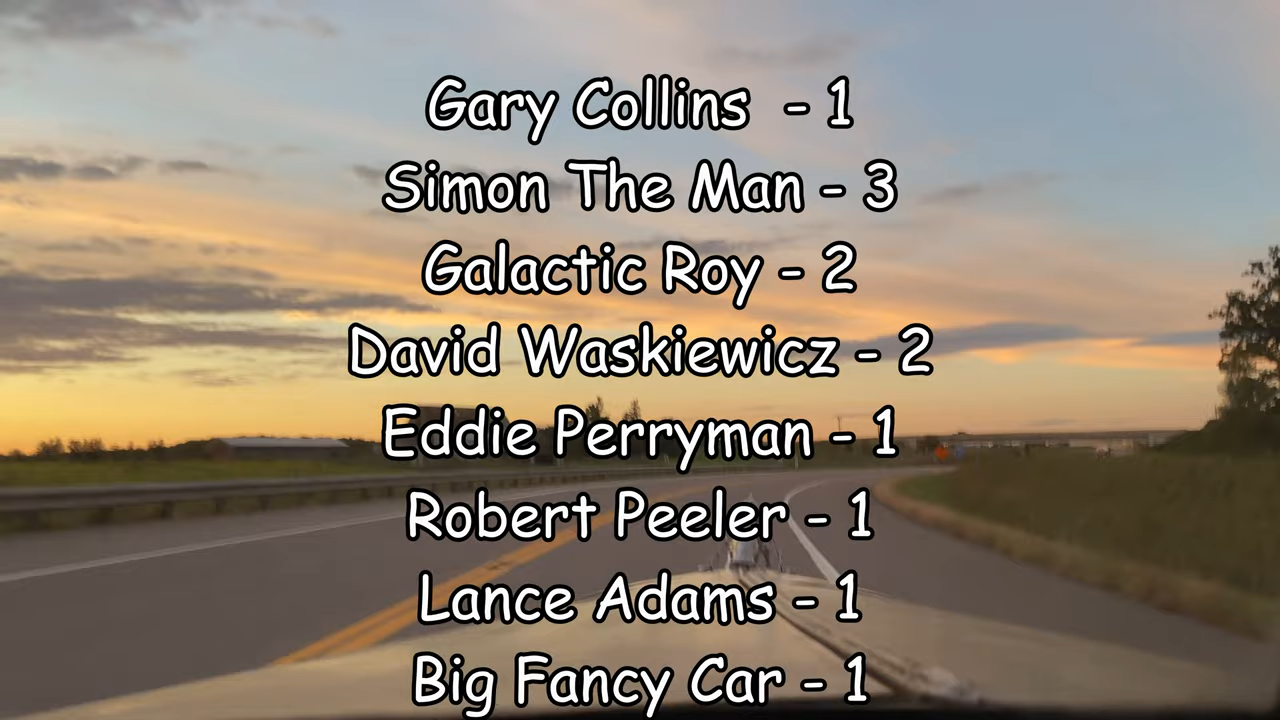 Gary Collins  - 1
Simon The Man - 3
Galactic Roy - 2
David Waskiewicz - 2
Eddie Perryman - 1
Robert Peeler - 1
Lance Adams - 1
Big Fancy Car - 1